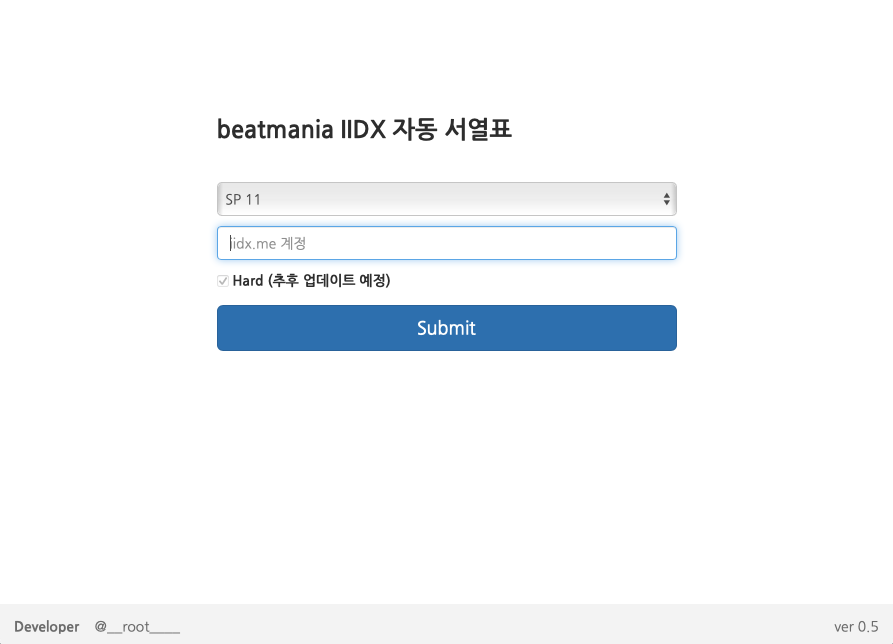 beatmania IIDX 자동 서열표
SP 11
iidx.me 계정
Hard (추후 업데이트 예정)
Submit
Developer @__root____ ver 0.5